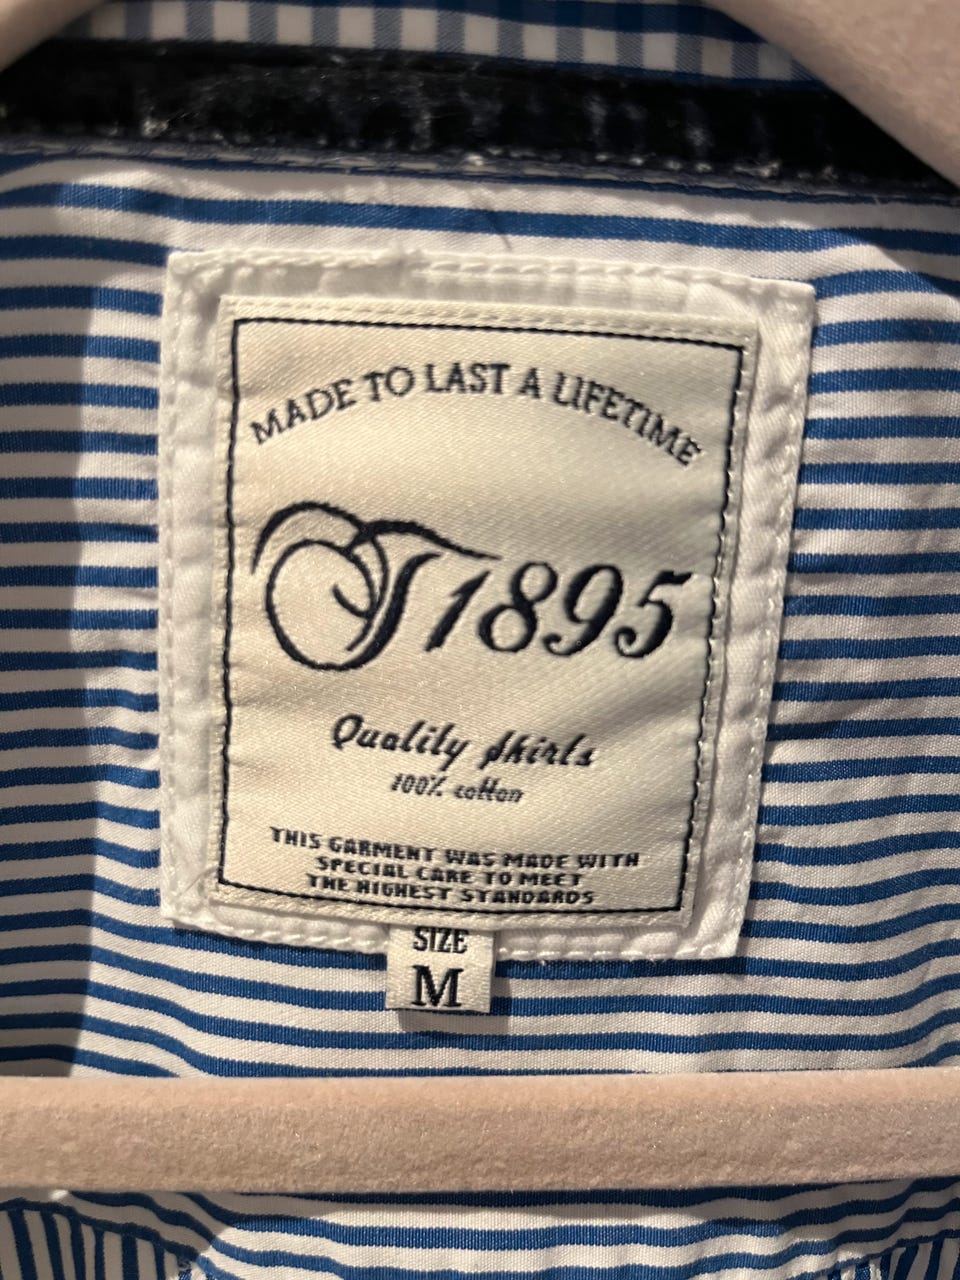 MADE TO LAST A LIFETIME
1895
Quality Shirts
100% cotton
THIS GARMENT WAS MADE WITH
SPECIAL CARE TO MEET
THE HIGHEST STANDARDS
SIZE
M